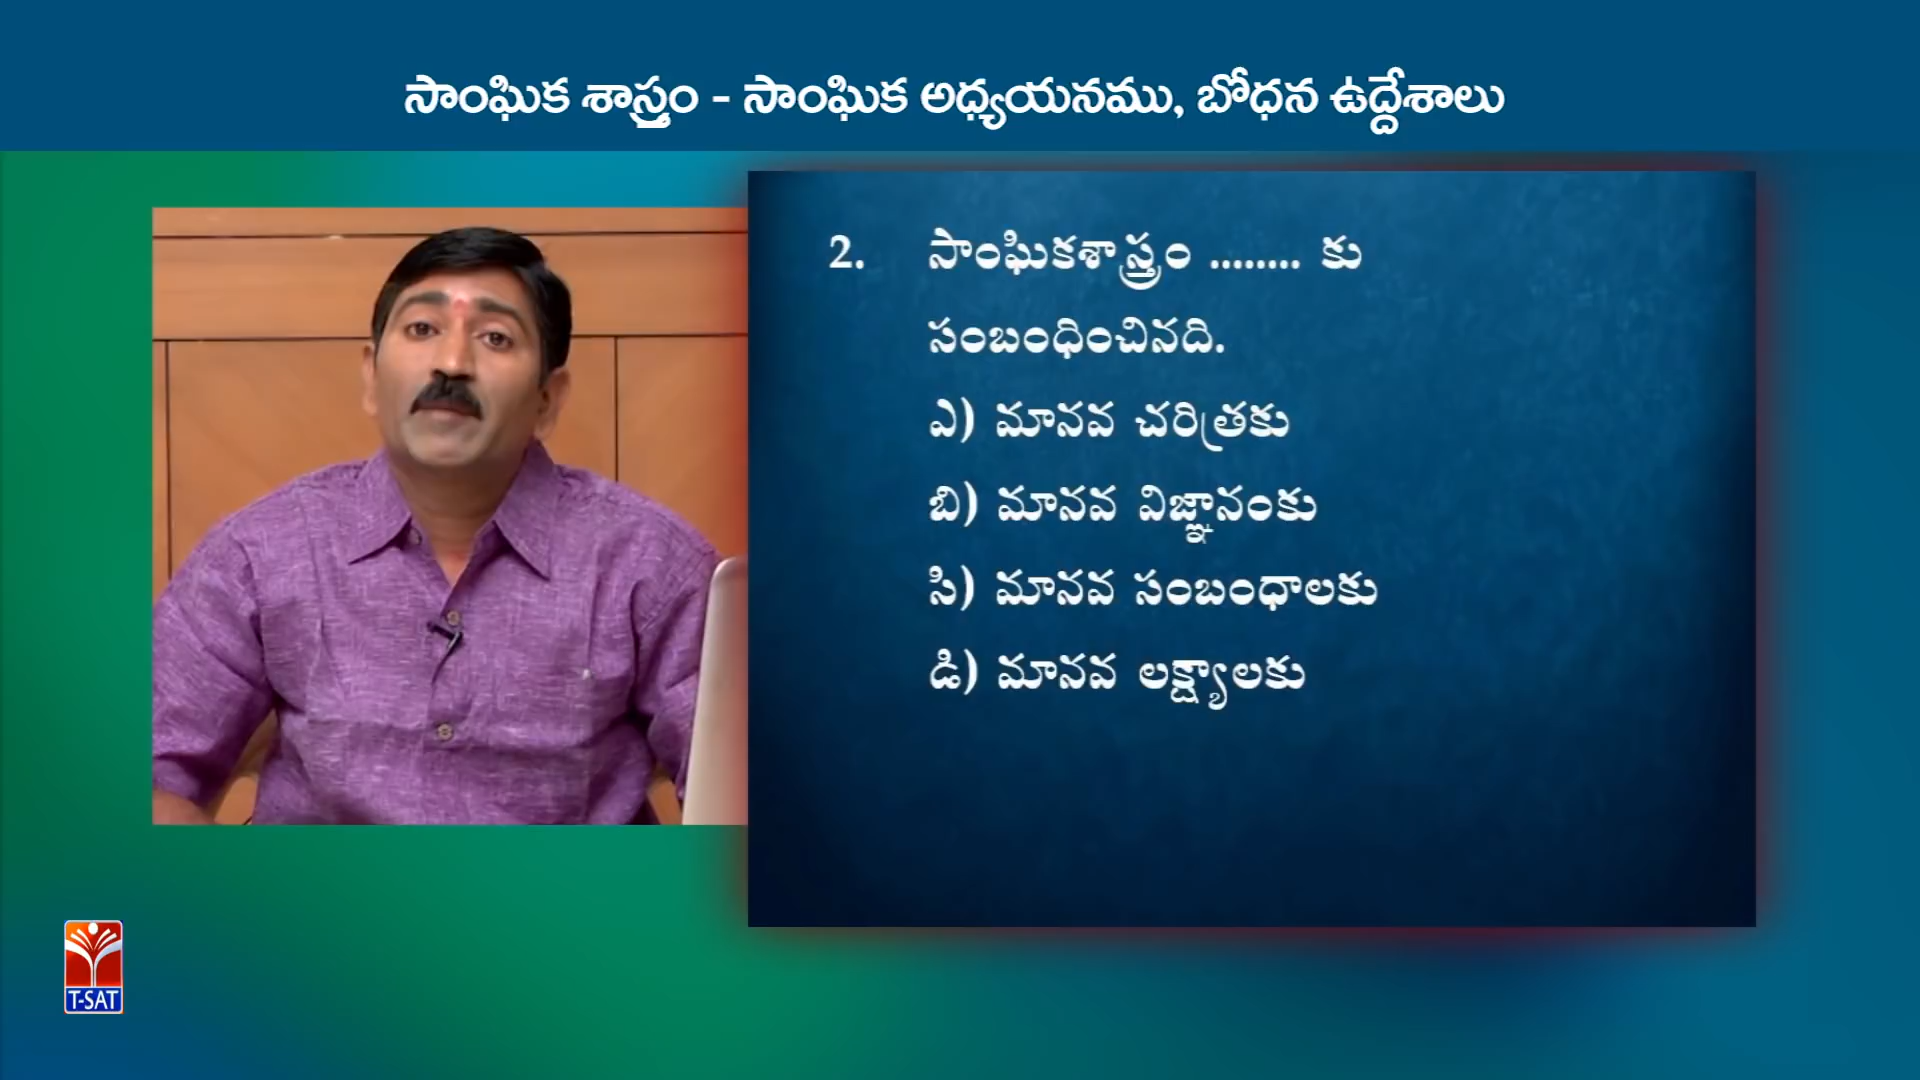 సాంఘిక శాస్త్రం - సాంఘిక అధ్యయనము, బోధన ఉద్దేశాలు
2. సాంఘికశాస్త్రం ........ కు
సంబంధించినది.
ఎ) మానవ చరిత్రకు
బి) మానవ విజ్ఞానంకు
సి) మానవ సంబంధాలకు
డి) మానవ లక్ష్యాలకు
T-SAT